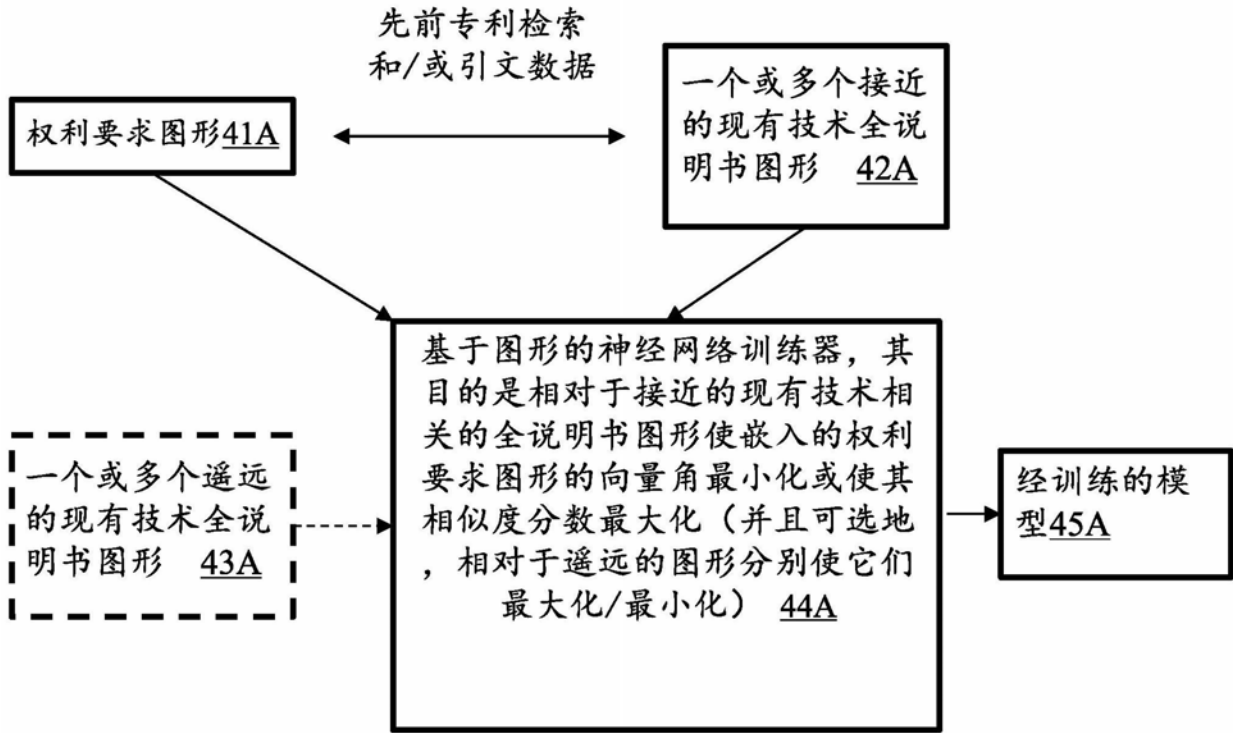 先前专利检索
和/或引文数据
权利要求图形41A
一个或多个接近
的现有技术全说
明书图形 42A
基于图形的神经网络训练器，其
目的是相对于接近的现有技术相
关的全说明书图形使嵌入的权利
要求图形的向量角最小化或使其
相似度分数最大化（并且可选地
，相对于遥远的图形分别使它们
最大化/最小化） 44A
一个或多个遥远
的现有技术全说
明书图形 43A
经训练的模
型45A